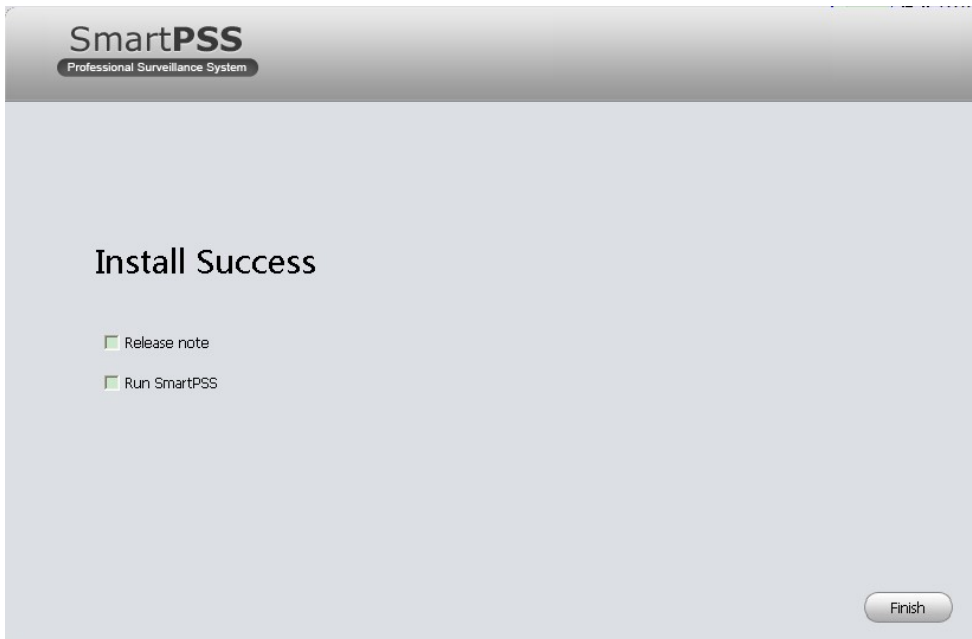 SmartPSS
Professional Surveillance System
Install Success
Release note
Run SmartPSS
Finish